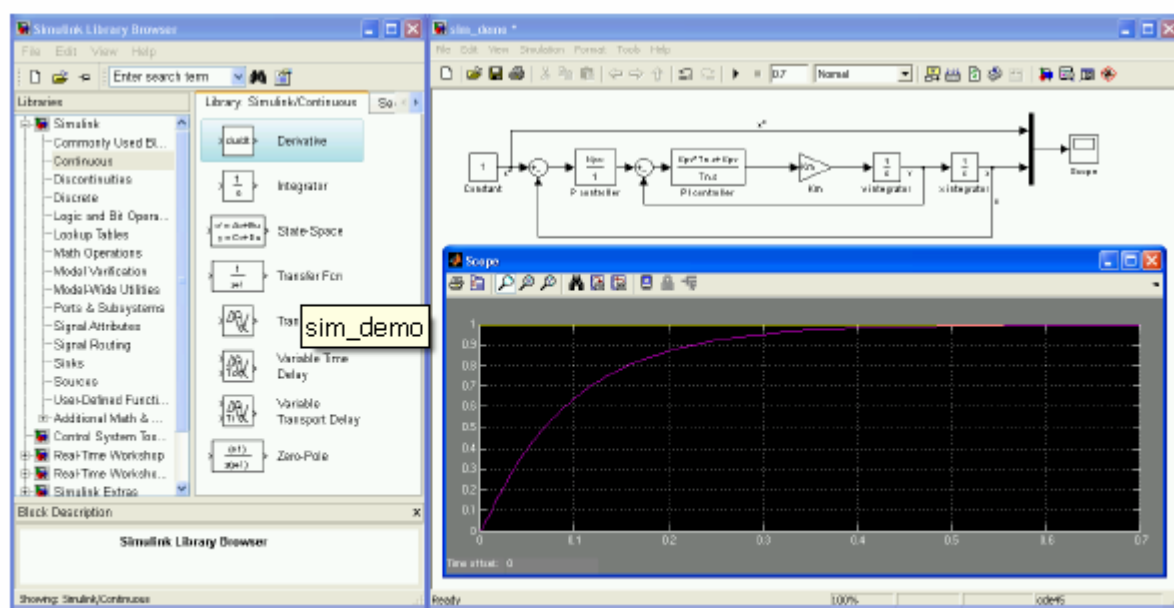 Simulink Library Browser
File Edit View Help
Enter search term
Libraries
Library: Simulink/Continuous
Simulink
Commonly Used Bl...
Continuous
Discontinuities
Discrete
Logic and Bit Opera...
Lookup Tables
Math Operations
Model Verification
Model-Wide Utilities
Ports & Subsystems
Signal Attributes
Signal Routing
Sinks
Sources
User-Defined Functi...
Additional Math & ...
Control System Too...
Real-Time Workshop
Real-Time Worksho...
Simulink Extras
du/dt Derivative
1 s Integrator
State-Space
Transfer Fcn
sim_demo
Variable Time
Delay
Variable
Transport Delay
Zero-Pole
Block Description
Simulink Library Browser
Showing: Simulink/Continuous
sim_demo *
File Edit View Simulation Format Tools Help
0.7 Normal
x*
1
Constant
P controller
PI controller
Km
1 s
v integrator
1 s
x integrator
Scope
Scope
1
0.9
0.8
0.7
0.6
0.5
0.4
0.3
0.2
0.1
0
0 0.1 0.2 0.3 0.4 0.5 0.6 0.7
Time offset: 0
Ready 100% ode45